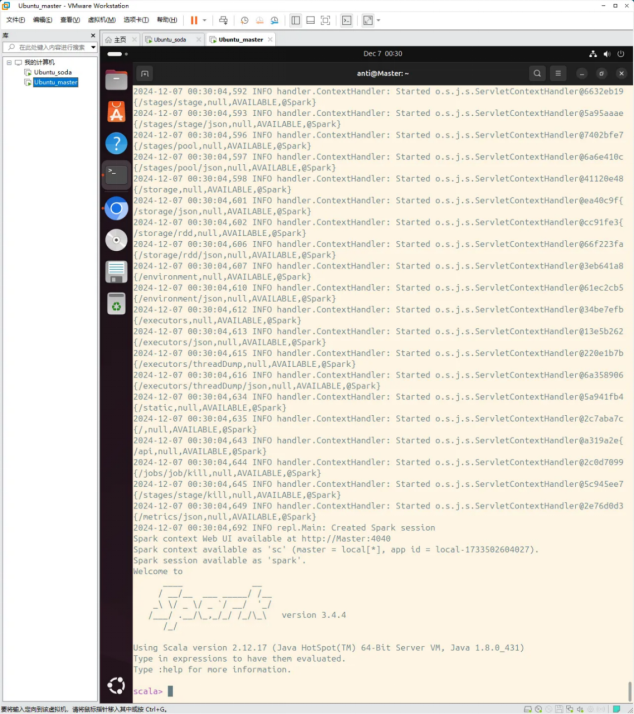 Ubuntu_master - VMware Workstation
文件(F) 编辑(E) 查看(V) 虚拟机(M) 选项卡(T) 帮助(H)
库
在此处键入内容进行搜索
我的计算机
Ubuntu_soda
Ubuntu_master
主页 Ubuntu_soda Ubuntu_master
Dec 7 00:30
anti@Master: ~
2024-12-07 00:30:04,592 INFO handler.ContextHandler: Started o.s.j.s.ServletContextHandler@6632eb19
{/stages/stage,null,AVAILABLE,@Spark}
2024-12-07 00:30:04,593 INFO handler.ContextHandler: Started o.s.j.s.ServletContextHandler@5a95aaae
{/stages/stage/json,null,AVAILABLE,@Spark}
2024-12-07 00:30:04,596 INFO handler.ContextHandler: Started o.s.j.s.ServletContextHandler@7402bfe7
{/stages/pool,null,AVAILABLE,@Spark}
2024-12-07 00:30:04,597 INFO handler.ContextHandler: Started o.s.j.s.ServletContextHandler@6a6e410c
{/stages/pool/json,null,AVAILABLE,@Spark}
2024-12-07 00:30:04,598 INFO handler.ContextHandler: Started o.s.j.s.ServletContextHandler@41120e48
{/storage,null,AVAILABLE,@Spark}
2024-12-07 00:30:04,601 INFO handler.ContextHandler: Started o.s.j.s.ServletContextHandler@ea40c9f{
/storage/json,null,AVAILABLE,@Spark}
2024-12-07 00:30:04,602 INFO handler.ContextHandler: Started o.s.j.s.ServletContextHandler@cc91fe3{
/storage/rdd,null,AVAILABLE,@Spark}
2024-12-07 00:30:04,606 INFO handler.ContextHandler: Started o.s.j.s.ServletContextHandler@66f223fa
{/storage/rdd/json,null,AVAILABLE,@Spark}
2024-12-07 00:30:04,607 INFO handler.ContextHandler: Started o.s.j.s.ServletContextHandler@3eb641a8
{/environment,null,AVAILABLE,@Spark}
2024-12-07 00:30:04,610 INFO handler.ContextHandler: Started o.s.j.s.ServletContextHandler@61ec2cb5
{/environment/json,null,AVAILABLE,@Spark}
2024-12-07 00:30:04,612 INFO handler.ContextHandler: Started o.s.j.s.ServletContextHandler@34be7efb
{/executors,null,AVAILABLE,@Spark}
2024-12-07 00:30:04,613 INFO handler.ContextHandler: Started o.s.j.s.ServletContextHandler@13e5b262
{/executors/json,null,AVAILABLE,@Spark}
2024-12-07 00:30:04,615 INFO handler.ContextHandler: Started o.s.j.s.ServletContextHandler@220e1b7b
{/executors/threadDump,null,AVAILABLE,@Spark}
2024-12-07 00:30:04,616 INFO handler.ContextHandler: Started o.s.j.s.ServletContextHandler@6a358906
{/executors/threadDump/json,null,AVAILABLE,@Spark}
2024-12-07 00:30:04,634 INFO handler.ContextHandler: Started o.s.j.s.ServletContextHandler@5a941fb4
{/static,null,AVAILABLE,@Spark}
2024-12-07 00:30:04,635 INFO handler.ContextHandler: Started o.s.j.s.ServletContextHandler@2c7aba7c
{/,null,AVAILABLE,@Spark}
2024-12-07 00:30:04,643 INFO handler.ContextHandler: Started o.s.j.s.ServletContextHandler@a319a2e{
/api,null,AVAILABLE,@Spark}
2024-12-07 00:30:04,644 INFO handler.ContextHandler: Started o.s.j.s.ServletContextHandler@2c0d7099
{/jobs/job/kill,null,AVAILABLE,@Spark}
2024-12-07 00:30:04,645 INFO handler.ContextHandler: Started o.s.j.s.ServletContextHandler@5c945ee7
{/stages/stage/kill,null,AVAILABLE,@Spark}
2024-12-07 00:30:04,649 INFO handler.ContextHandler: Started o.s.j.s.ServletContextHandler@2e76d0d3
{/metrics/json,null,AVAILABLE,@Spark}
2024-12-07 00:30:04,692 INFO repl.Main: Created Spark session
Spark context Web UI available at http://Master:4040
Spark context available as 'sc' (master = local[*], app id = local-1733502604027).
Spark session available as 'spark'.
Welcome to
Spark version 3.4.4
Using Scala version 2.12.17 (Java HotSpot(TM) 64-Bit Server VM, Java 1.8.0_431)
Type in expressions to have them evaluated.
Type :help for more information.
scala>
要将输入定向到该虚拟机，请将鼠标指针移入其中或按 Ctrl+G。